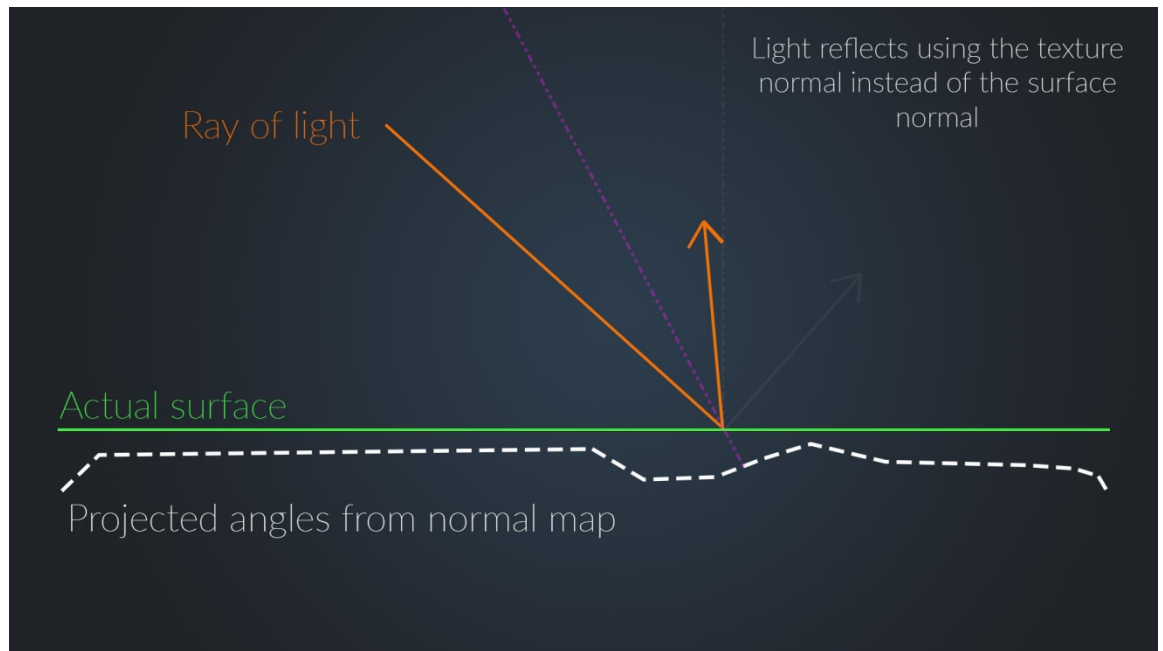 Light reflects using the texture
normal instead of the surface
normal
Ray of light
Actual surface
Projected angles from normal map